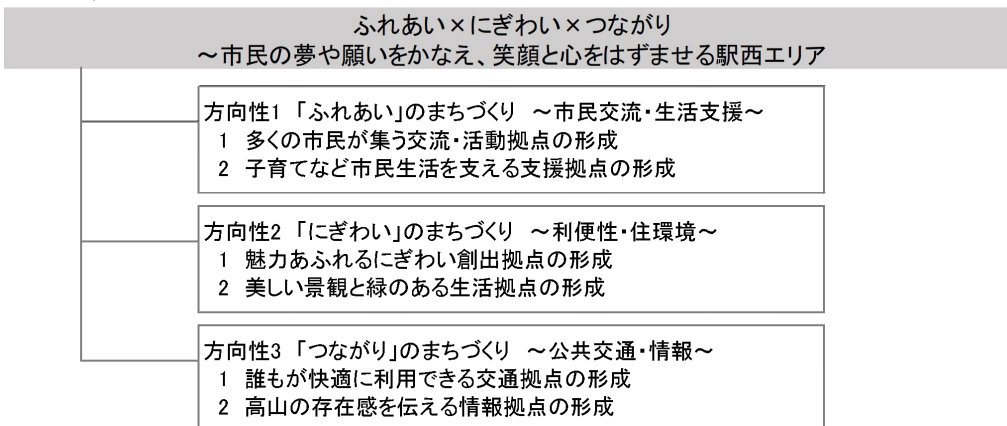 ふれあい×にぎわい×つながり
～市民の夢や願いをかなえ、笑顔と心をはずませる駅西エリア
方向性1 「ふれあい」のまちづくり ～市民交流・生活支援～
1 多くの市民が集う交流・活動拠点の形成
2 子育てなど市民生活を支える支援拠点の形成
方向性2 「にぎわい」のまちづくり ～利便性・住環境～
1 魅力あふれるにぎわい創出拠点の形成
2 美しい景観と緑のある生活拠点の形成
方向性3 「つながり」のまちづくり ～公共交通・情報～
1 誰もが快適に利用できる交通拠点の形成
2 高山の存在感を伝える情報拠点の形成